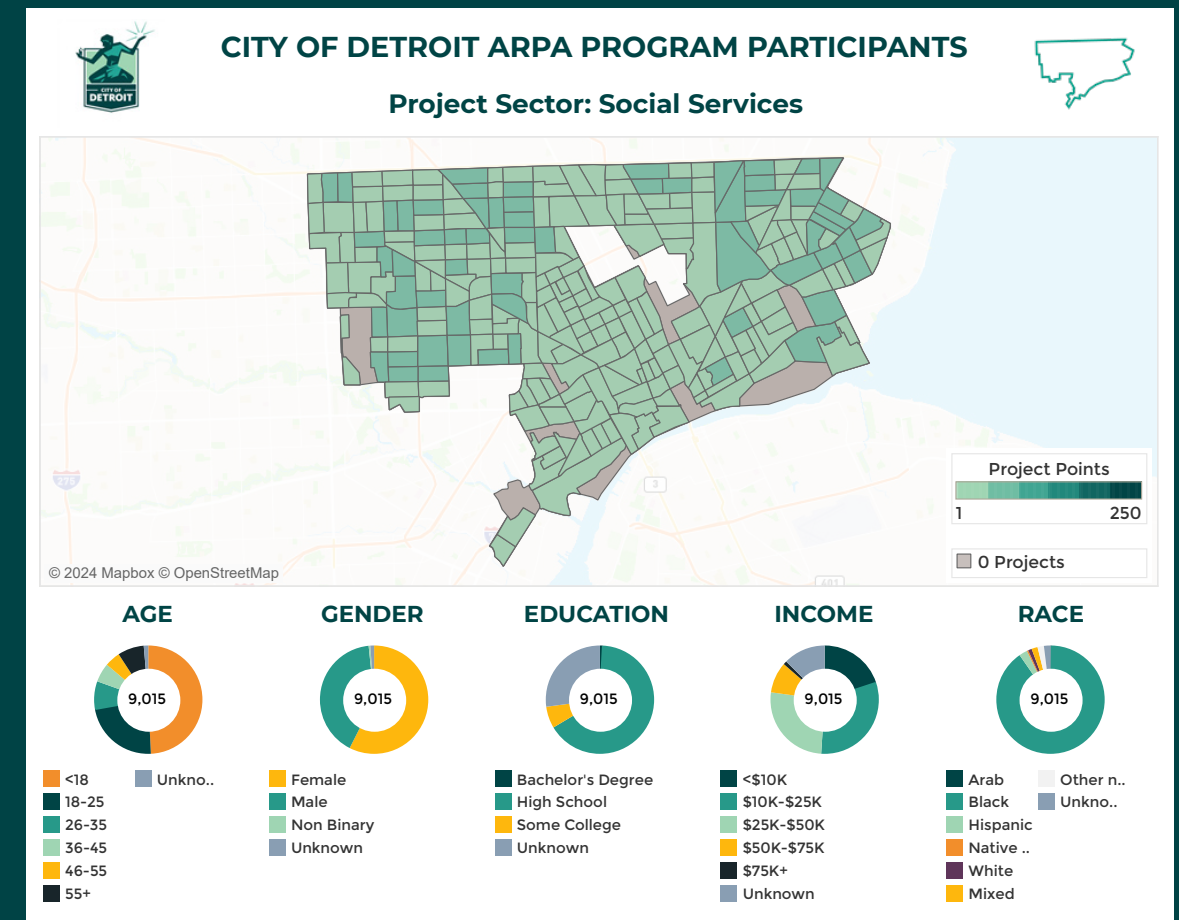 CITY OF DETROIT ARPA PROGRAM PARTICIPANTS
CITY OF
DETROIT
Project Sector: Social Services
276
3
401
Project Points
1 250
0 Projects
© 2024 Mapbox © OpenStreetMap
AGE GENDER EDUCATION INCOME RACE
9,015 9,015 9,015 9,015 9,015
<18 Unkno.. Female Bachelor's Degree <$10K Arab Other n..
18-25 Male High School $10K-$25K Black Unkno..
26-35 Non Binary Some College $25K-$50K Hispanic
36-45 Unknown Unknown $50K-$75K Native ..
46-55 $75K+ White
55+ Unknown Mixed